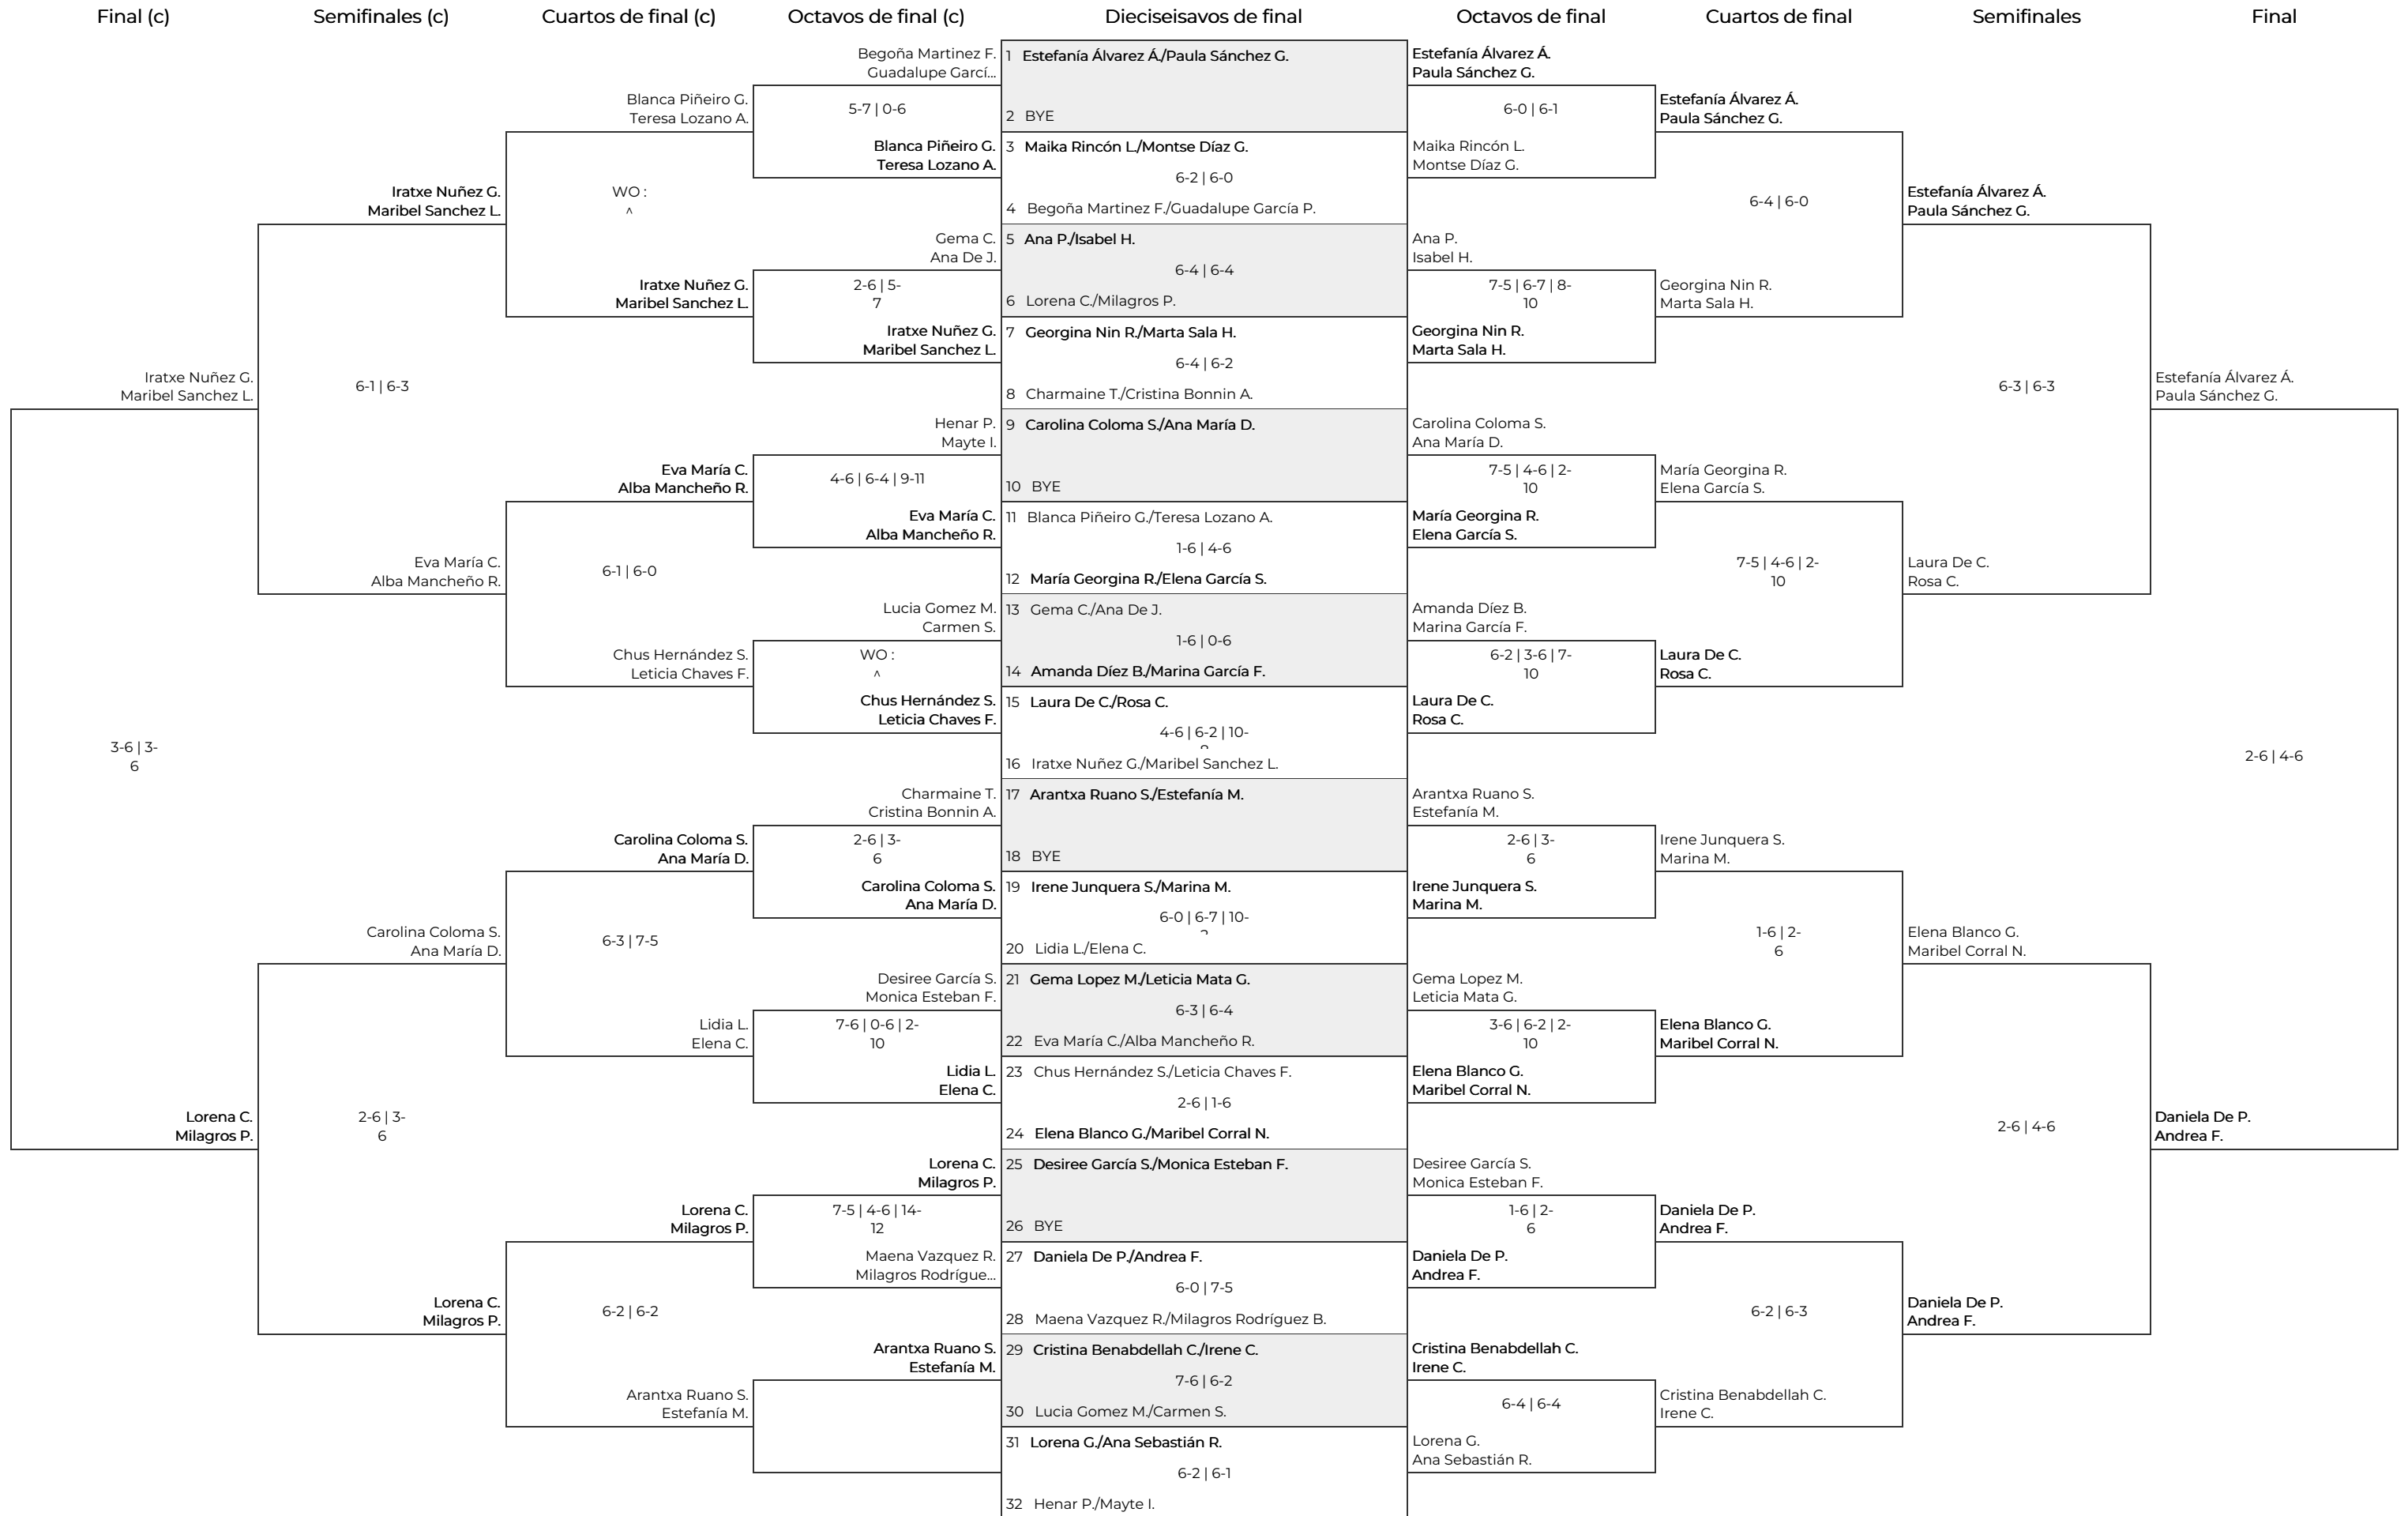 Final (c)
Semifinales (c)
Cuartos de final (c)
Octavos de final (c)
Dieciseisavos de final
Octavos de final
Cuartos de final
Semifinales
Final
Iratxe Nuñez G.
Maribel Sanchez L.
3-6 | 3-
6
Lorena C.
Milagros P.
Iratxe Nuñez G.
Maribel Sanchez L.
6-1 | 6-3
Eva María C.
Alba Mancheño R.
Carolina Coloma S.
Ana María D.
2-6 | 3-
6
Lorena C.
Milagros P.
Blanca Piñeiro G.
Teresa Lozano A.
WO :
^
Iratxe Nuñez G.
Maribel Sanchez L.
Eva María C.
Alba Mancheño R.
6-1 | 6-0
Chus Hernández S.
Leticia Chaves F.
Carolina Coloma S.
Ana María D.
6-3 | 7-5
Lidia L.
Elena C.
Lorena C.
Milagros P.
6-2 | 6-2
Arantxa Ruano S.
Estefanía M.
Begoña Martinez F.
Guadalupe Garcí...
5-7 | 0-6
Blanca Piñeiro G.
Teresa Lozano A.
Gema C.
Ana De J.
2-6 | 5-
7
Iratxe Nuñez G.
Maribel Sanchez L.
Henar P.
Mayte I.
4-6 | 6-4 | 9-11
Eva María C.
Alba Mancheño R.
Lucia Gomez M.
Carmen S.
WO :
^
Chus Hernández S.
Leticia Chaves F.
Charmaine T.
Cristina Bonnin A.
2-6 | 3-
6
Carolina Coloma S.
Ana María D.
Desiree García S.
Monica Esteban F.
7-6 | 0-6 | 2-
10
Lidia L.
Elena C.
Lorena C.
Milagros P.
7-5 | 4-6 | 14-
12
Maena Vazquez R.
Milagros Rodrígue...
Arantxa Ruano S.
Estefanía M.
1 Estefanía Álvarez Á./Paula Sánchez G.
2 BYE
3 Maika Rincón L./Montse Díaz G.
6-2 | 6-0
4 Begoña Martinez F./Guadalupe García P.
5 Ana P./Isabel H.
6-4 | 6-4
6 Lorena C./Milagros P.
7 Georgina Nin R./Marta Sala H.
6-4 | 6-2
8 Charmaine T./Cristina Bonnin A.
9 Carolina Coloma S./Ana María D.
10 BYE
11 Blanca Piñeiro G./Teresa Lozano A.
1-6 | 4-6
12 María Georgina R./Elena García S.
13 Gema C./Ana De J.
1-6 | 0-6
14 Amanda Díez B./Marina García F.
15 Laura De C./Rosa C.
4-6 | 6-2 | 10-
16 Iratxe Nuñez G./Maribel Sanchez L.
17 Arantxa Ruano S./Estefanía M.
18 BYE
19 Irene Junquera S./Marina M.
6-0 | 6-7 | 10-
20 Lidia L./Elena C.
21 Gema Lopez M./Leticia Mata G.
6-3 | 6-4
22 Eva María C./Alba Mancheño R.
23 Chus Hernández S./Leticia Chaves F.
2-6 | 1-6
24 Elena Blanco G./Maribel Corral N.
25 Desiree García S./Monica Esteban F.
26 BYE
27 Daniela De P./Andrea F.
6-0 | 7-5
28 Maena Vazquez R./Milagros Rodríguez B.
29 Cristina Benabdellah C./Irene C.
7-6 | 6-2
30 Lucia Gomez M./Carmen S.
31 Lorena G./Ana Sebastián R.
6-2 | 6-1
32 Henar P./Mayte I.
Estefanía Álvarez Á.
Paula Sánchez G.
6-0 | 6-1
Maika Rincón L.
Montse Díaz G.
Ana P.
Isabel H.
7-5 | 6-7 | 8-
10
Georgina Nin R.
Marta Sala H.
Carolina Coloma S.
Ana María D.
7-5 | 4-6 | 2-
10
María Georgina R.
Elena García S.
Amanda Díez B.
Marina García F.
6-2 | 3-6 | 7-
10
Laura De C.
Rosa C.
Arantxa Ruano S.
Estefanía M.
2-6 | 3-
6
Irene Junquera S.
Marina M.
Gema Lopez M.
Leticia Mata G.
3-6 | 6-2 | 2-
10
Elena Blanco G.
Maribel Corral N.
Desiree García S.
Monica Esteban F.
1-6 | 2-
6
Daniela De P.
Andrea F.
Cristina Benabdellah C.
Irene C.
6-4 | 6-4
Lorena G.
Ana Sebastián R.
Estefanía Álvarez Á.
Paula Sánchez G.
6-4 | 6-0
Georgina Nin R.
Marta Sala H.
María Georgina R.
Elena García S.
7-5 | 4-6 | 2-
10
Laura De C.
Rosa C.
Irene Junquera S.
Marina M.
1-6 | 2-
6
Elena Blanco G.
Maribel Corral N.
Daniela De P.
Andrea F.
6-2 | 6-3
Cristina Benabdellah C.
Irene C.
Estefanía Álvarez Á.
Paula Sánchez G.
6-3 | 6-3
Laura De C.
Rosa C.
Elena Blanco G.
Maribel Corral N.
2-6 | 4-6
Daniela De P.
Andrea F.
Estefanía Álvarez Á.
Paula Sánchez G.
2-6 | 4-6
Daniela De P.
Andrea F.